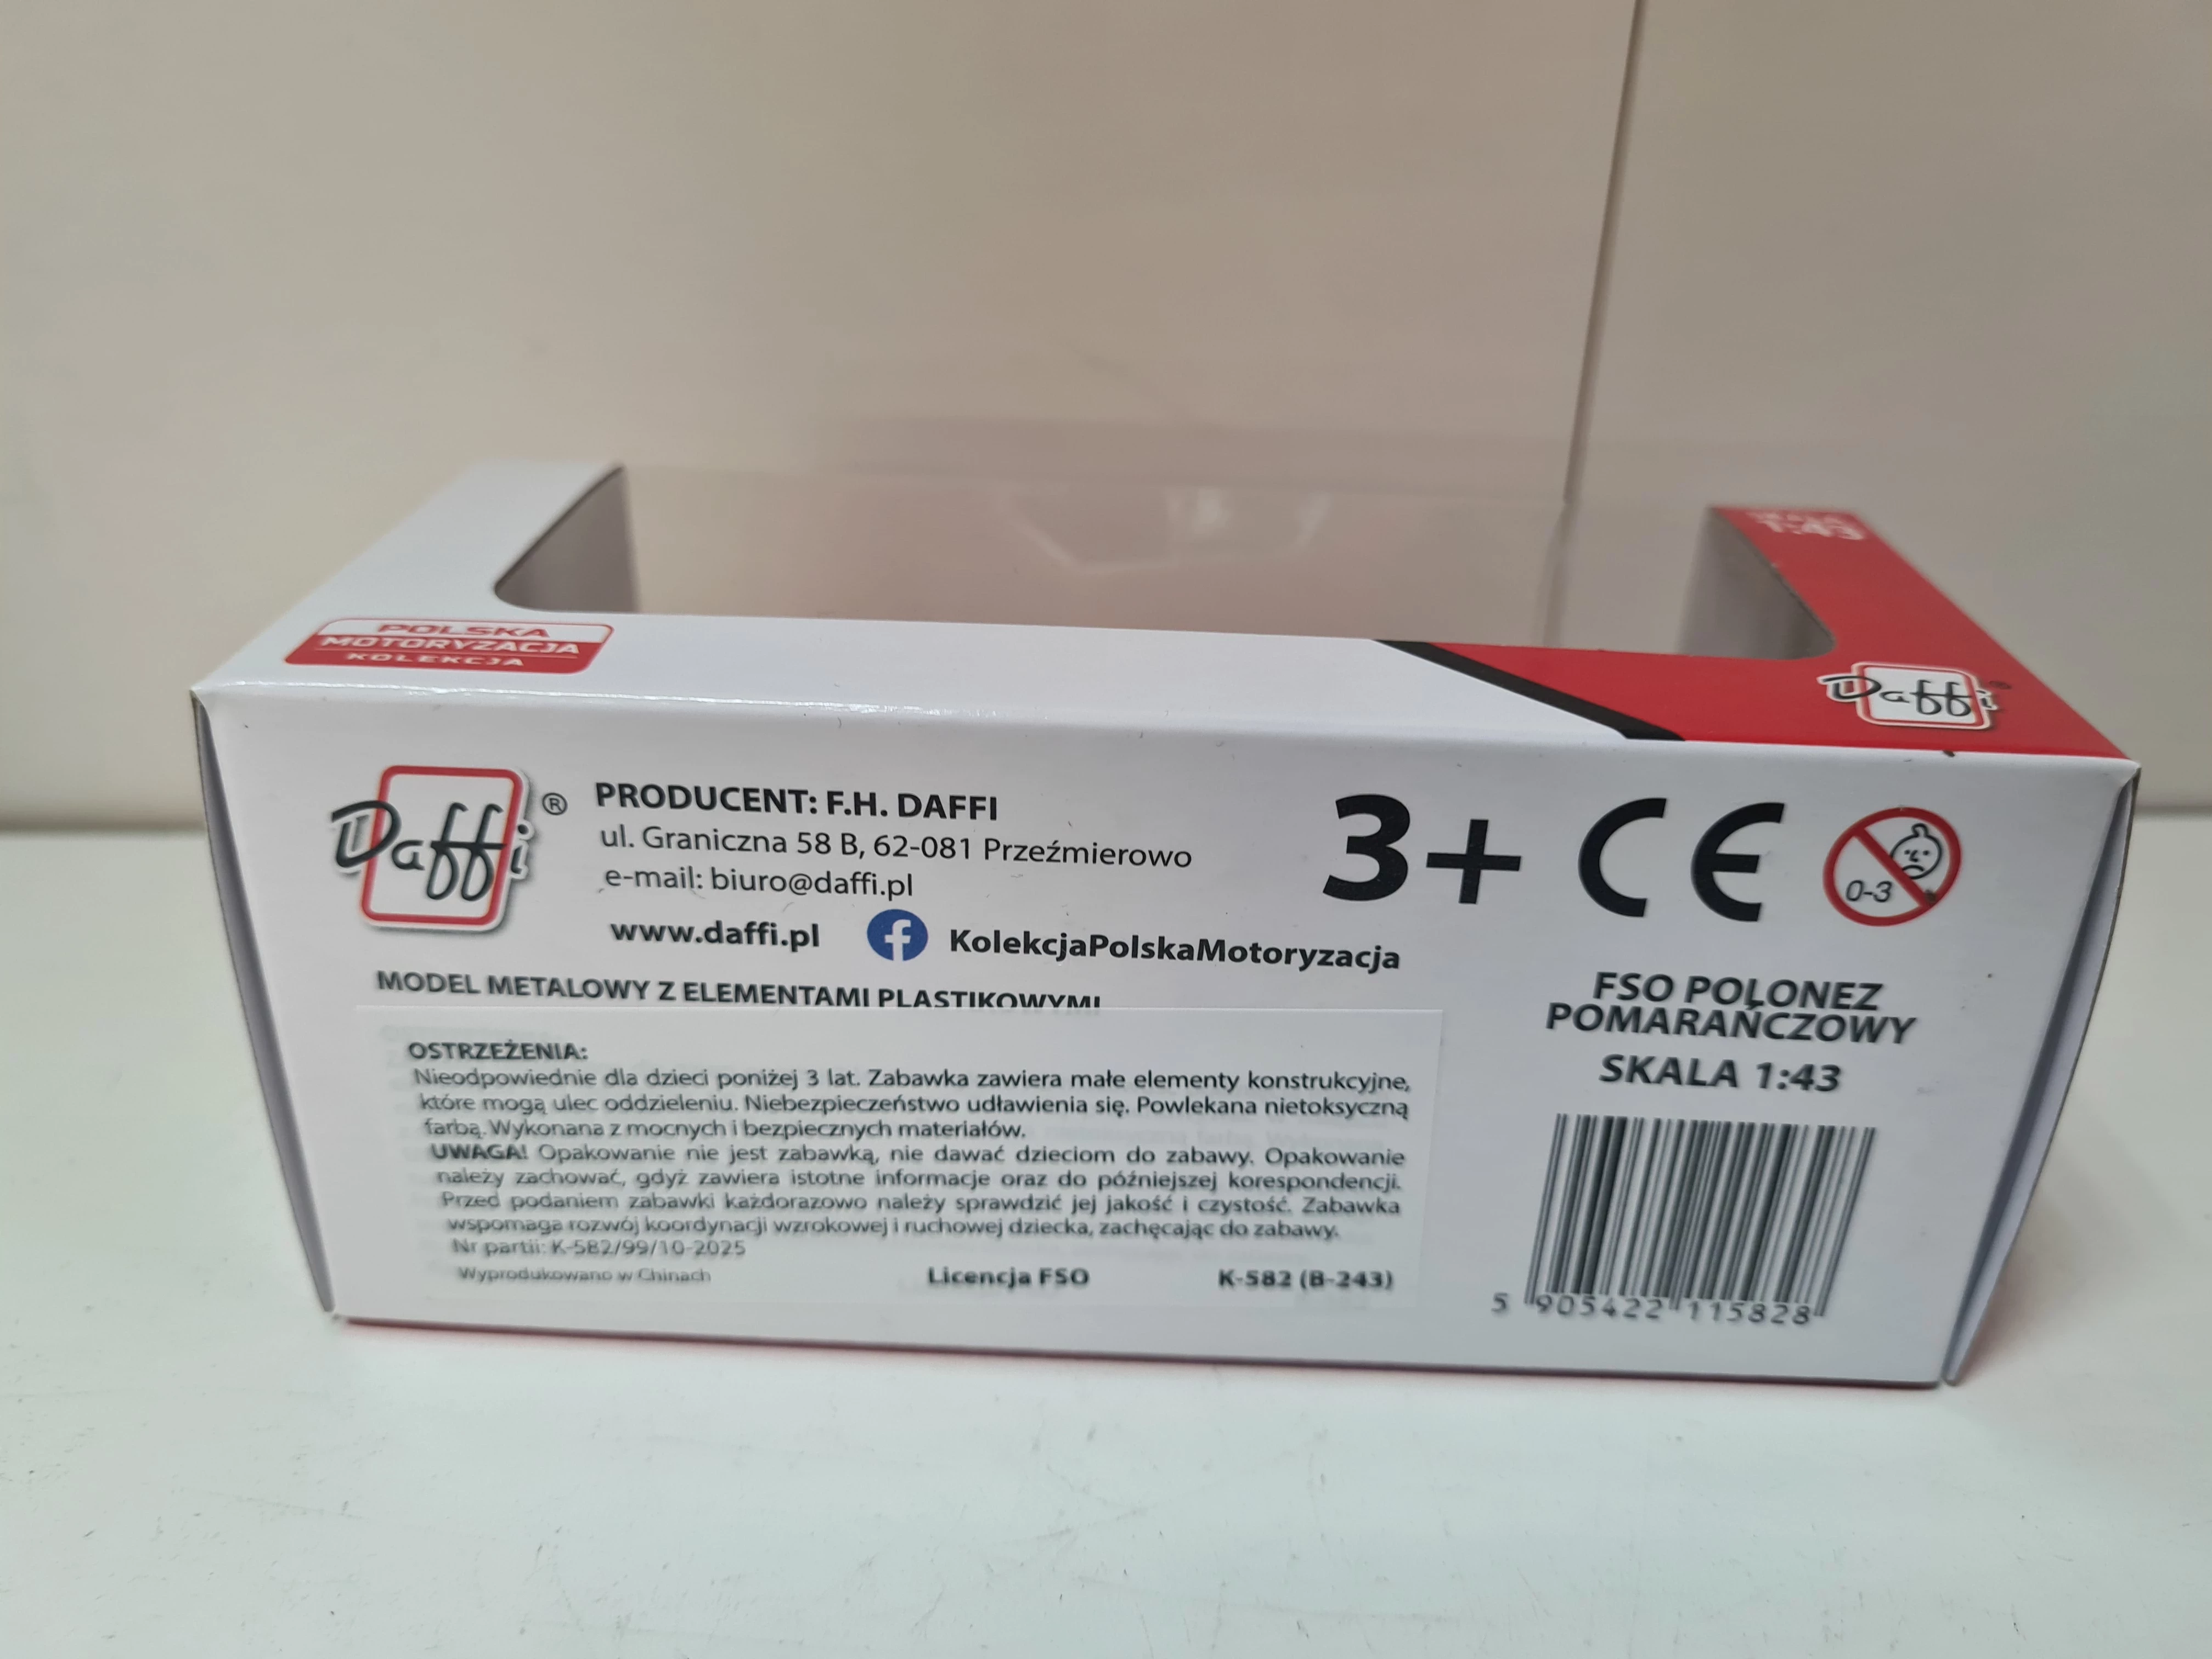 SKALA
1:43
POLSKA
MOTORYZACJA
KOLEKCJA
Daffi
Daffi®
PRODUCENT: F.H. DAFFI
ul. Graniczna 58 B, 62-081 Przeźmierowo
e-mail: biuro@daffi.pl
www.daffi.pl KolekcjaPolskaMotoryzacja
3+ CE 0-3
MODEL METALOWY Z ELEMENTAMI PLASTIKOWYMI
OSTRZEŻENIA:
Nieodpowiednie dla dzieci poniżej 3 lat. Zabawka zawiera małe elementy konstrukcyjne,
które mogą ulec oddzieleniu. Niebezpieczeństwo udławienia się. Powlekana nietoksyczną
farbą. Wykonana z mocnych i bezpiecznych materiałów.
UWAGA! Opakowanie nie jest zabawką, nie dawać dzieciom do zabawy. Opakowanie
należy zachować, gdyż zawiera istotne informacje oraz do późniejszej korespondencji.
Przed podaniem zabawki każdorazowo należy sprawdzić jej jakość i czystość. Zabawka
wspomaga rozwój koordynacji wzrokowej i ruchowej dziecka, zachęcając do zabawy.
Nr partii: K-582/99/10-2025
Wyprodukowano w Chinach Licencja FSO K-582 (B-243)
FSO POLONEZ
POMARAŃCZOWY
SKALA 1:43
5 905422 115828